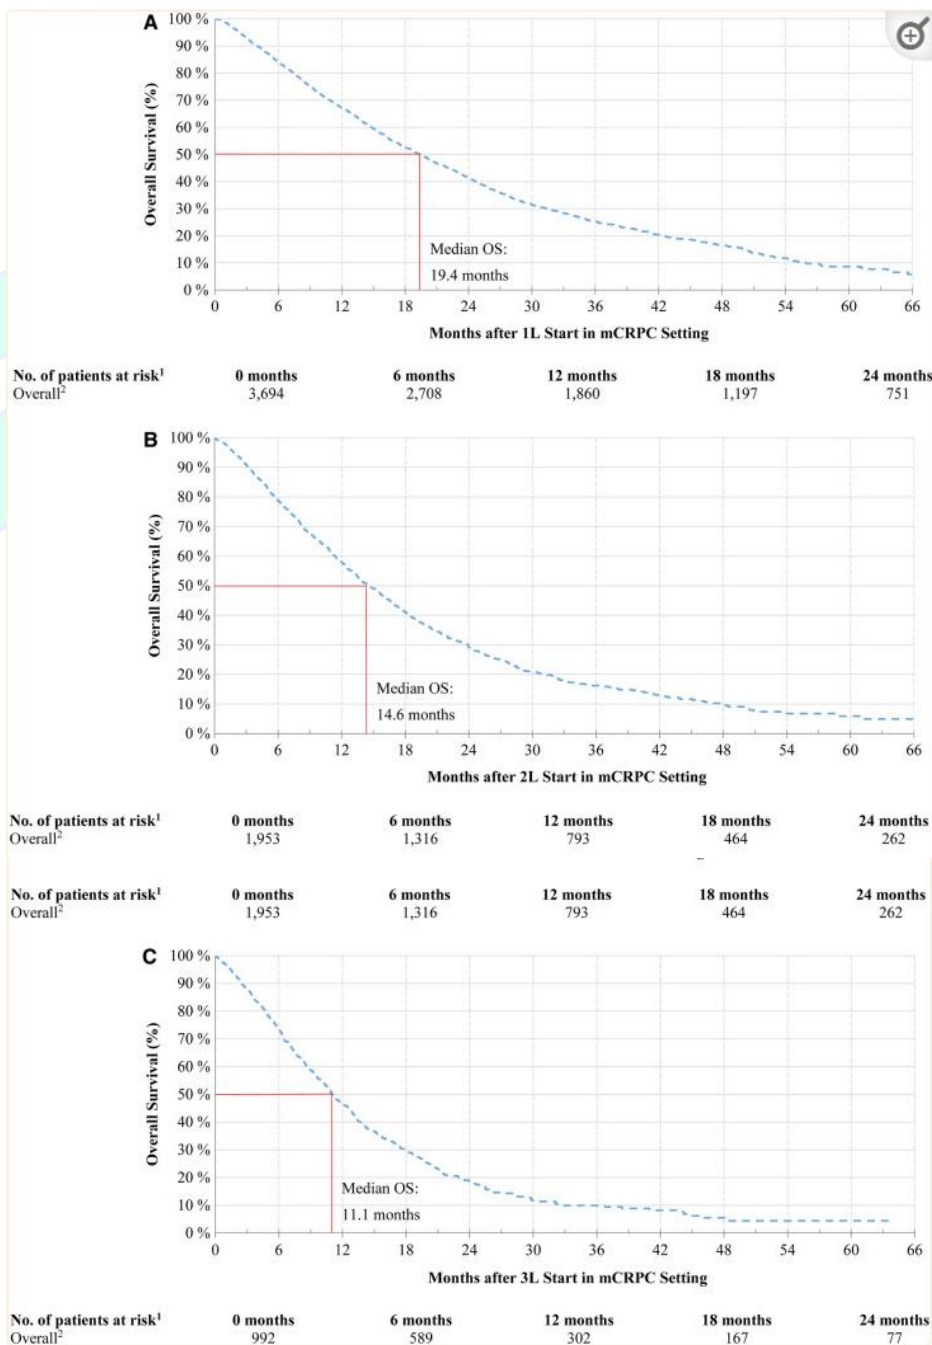 A
100 %
90 %
80 %
70 %
60 %
50 %
40 %
30 %
20 %
10 %
0 %
Overall Survival (%)
Median OS:
19.4 months
0 6 12 18 24 30 36 42 48 54 60 66
Months after 1L Start in mCRPC Setting
No. of patients at risk¹ 0 months 6 months 12 months 18 months 24 months
Overall² 3,694 2,708 1,860 1,197 751
B
100 %
90 %
80 %
70 %
60 %
50 %
40 %
30 %
20 %
10 %
0 %
Overall Survival (%)
Median OS:
14.6 months
0 6 12 18 24 30 36 42 48 54 60 66
Months after 2L Start in mCRPC Setting
No. of patients at risk¹ 0 months 6 months 12 months 18 months 24 months
Overall² 1,953 1,316 793 464 262
No. of patients at risk¹ 0 months 6 months 12 months 18 months 24 months
Overall² 1,953 1,316 793 464 262
C
100 %
90 %
80 %
70 %
60 %
50 %
40 %
30 %
20 %
10 %
0 %
Overall Survival (%)
Median OS:
11.1 months
0 6 12 18 24 30 36 42 48 54 60 66
Months after 3L Start in mCRPC Setting
No. of patients at risk¹ 0 months 6 months 12 months 18 months 24 months
Overall² 992 589 302 167 77